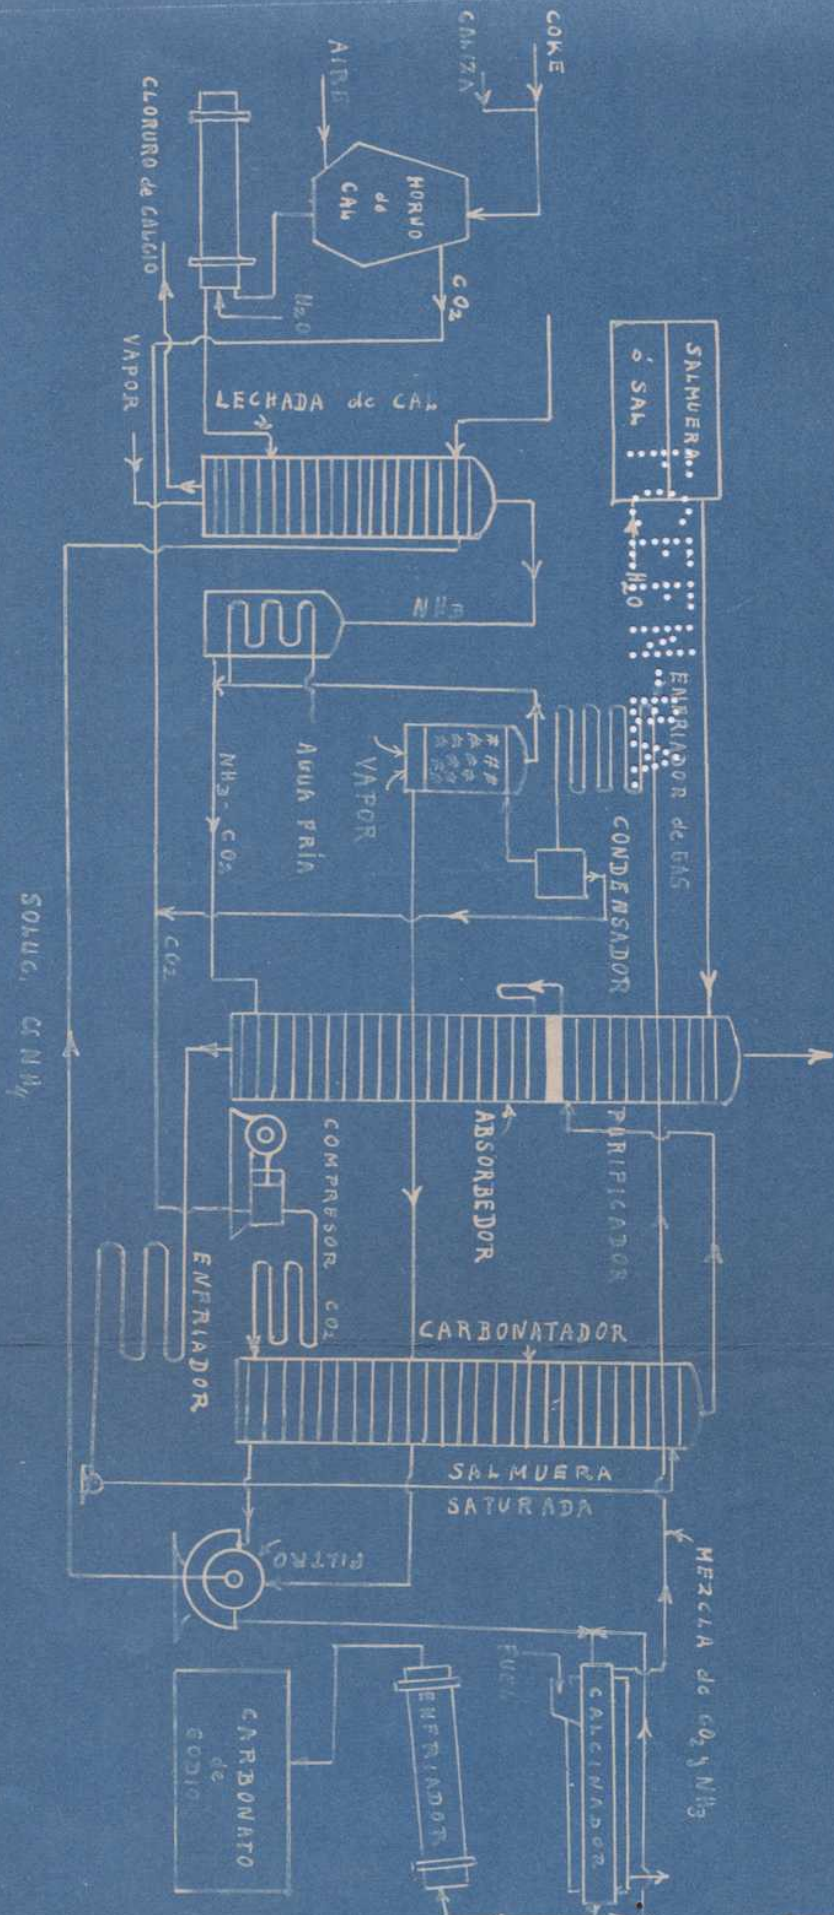 COKE
CALIZA
AIRE
HORNO
de
CAL
CO2
CLORURO de CALCIO
H2O
VAPOR
LECHADA de CAL
SALMUERA
ó SAL
H2O
NH3
ENFRIADOR de GAS
CONDENSADOR
VAPOR
AGUA FRÍA
NH3 - CO2
CO2
SOLUC. Cl NH4
PURIFICADOR
ABSORBEDOR
COMPRESOR CO2
ENFRIADOR
CARBONATADOR
SALMUERA
SATURADA
FILTRO
MEZCLA de CO2 y NH3
FUEL
CALCINADOR
ENFRIADOR
CARBONATO
de
SODIO